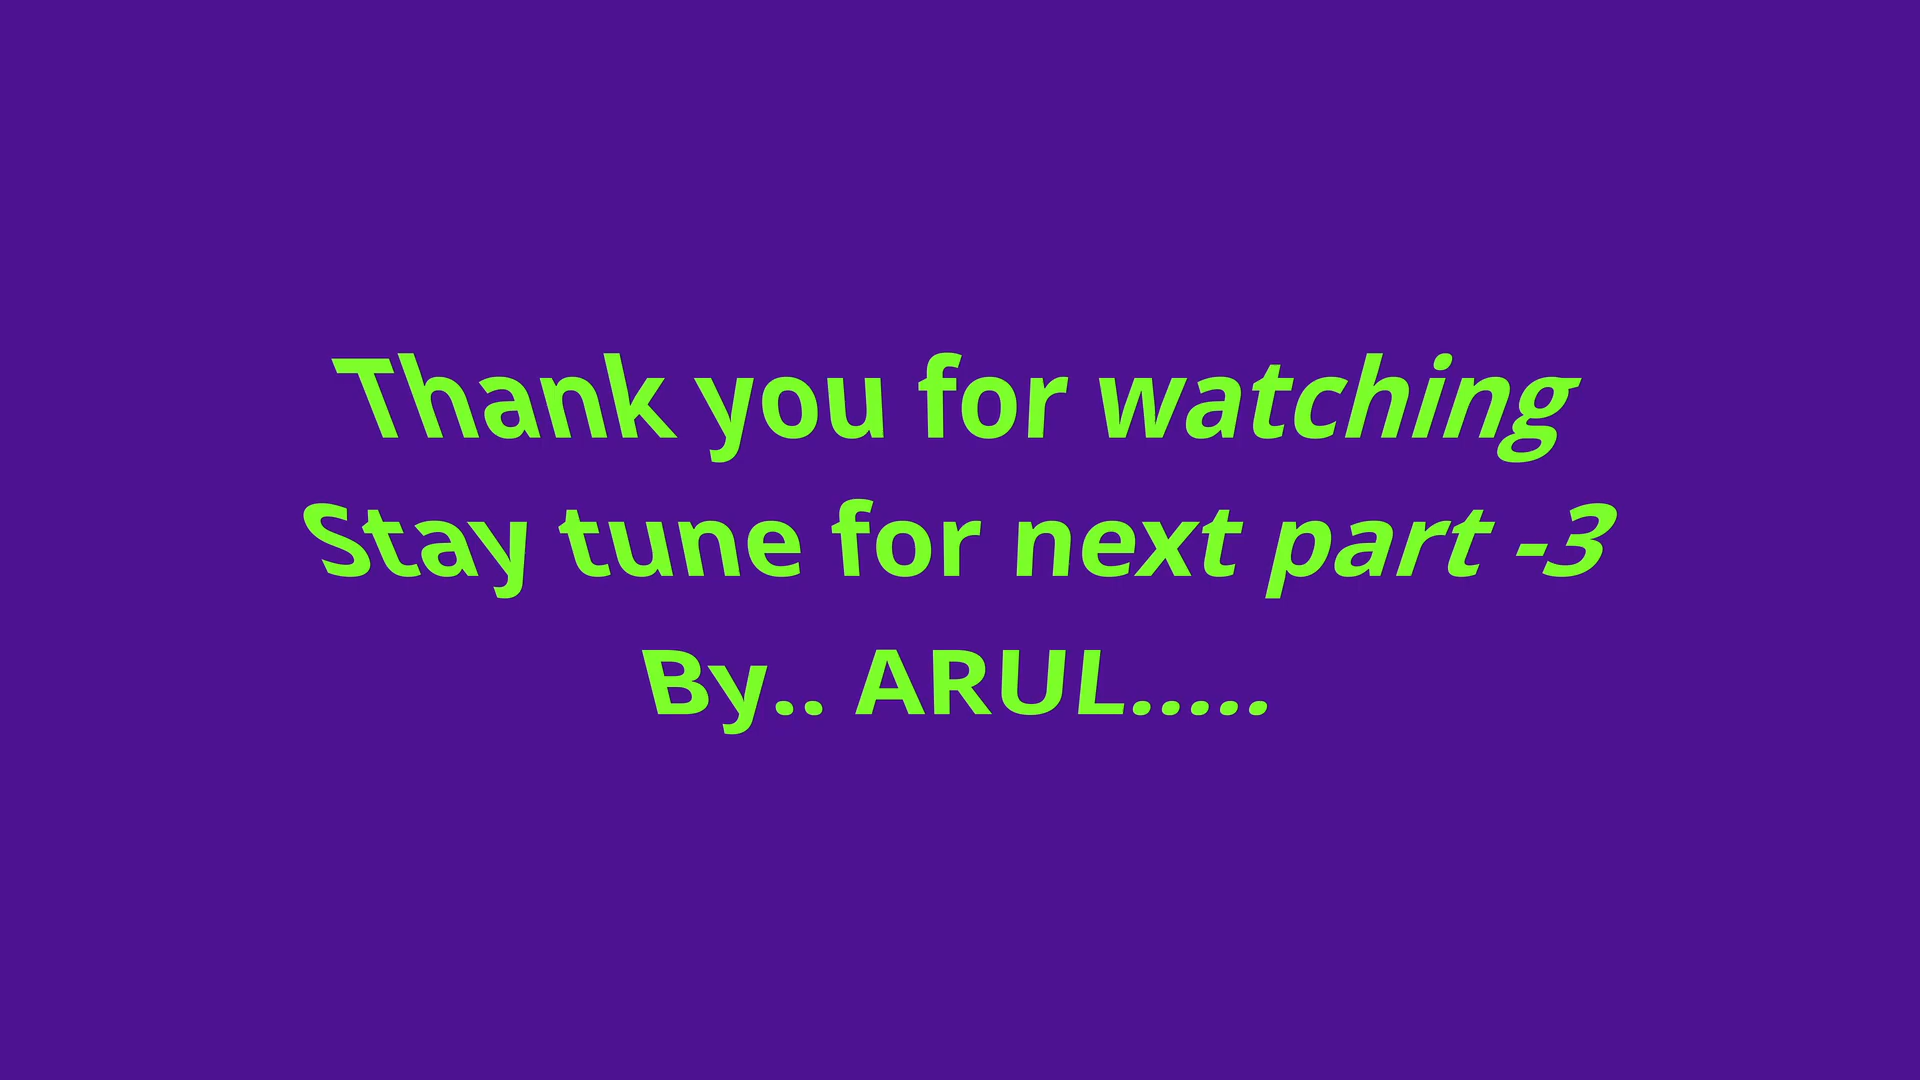 Thank you for watching
Stay tune for next part -3
By.. ARUL.....